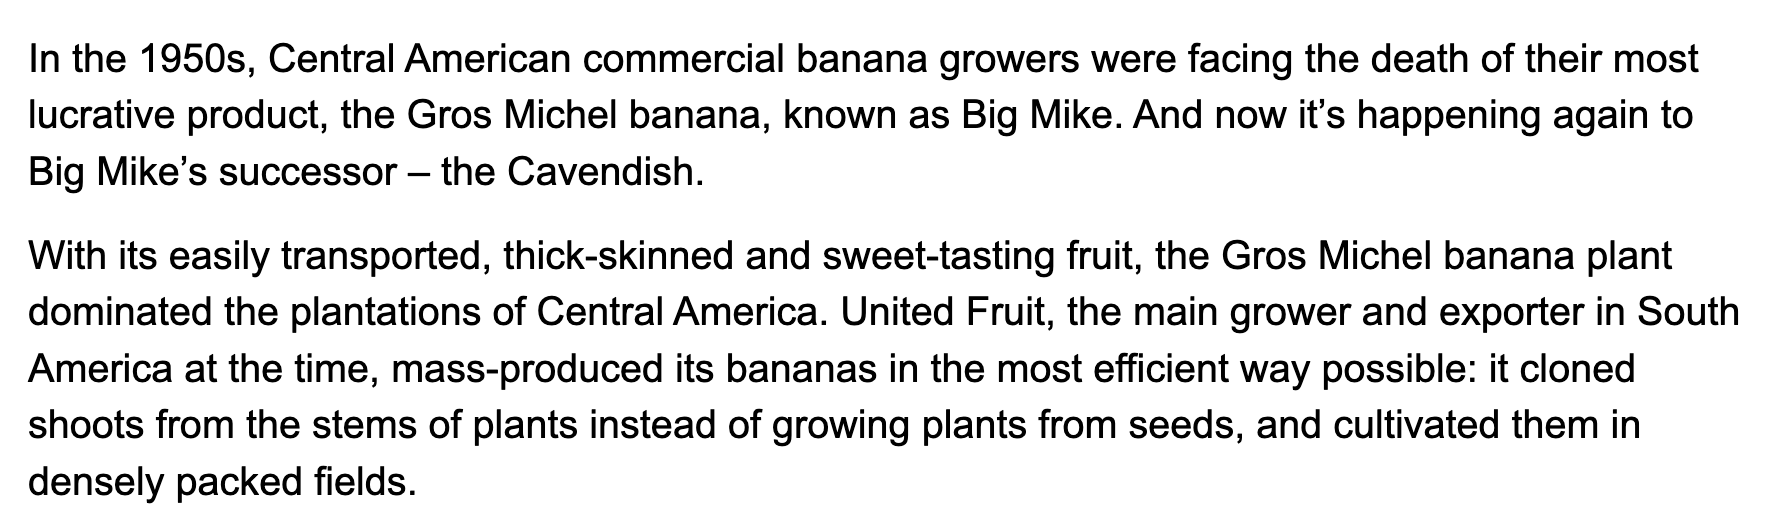 In the 1950s, Central American commercial banana growers were facing the death of their most
lucrative product, the Gros Michel banana, known as Big Mike. And now it’s happening again to
Big Mike’s successor – the Cavendish.
With its easily transported, thick-skinned and sweet-tasting fruit, the Gros Michel banana plant
dominated the plantations of Central America. United Fruit, the main grower and exporter in South
America at the time, mass-produced its bananas in the most efficient way possible: it cloned
shoots from the stems of plants instead of growing plants from seeds, and cultivated them in
densely packed fields.